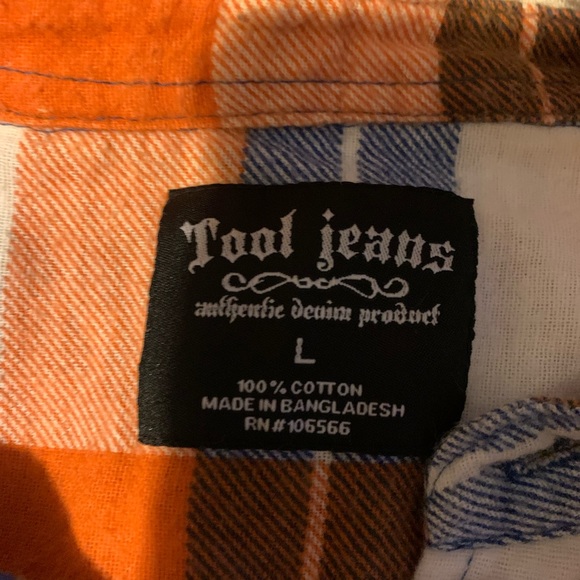 Tool jeans
authentic denim product
L
100% COTTON
MADE IN BANGLADESH
RN#106566